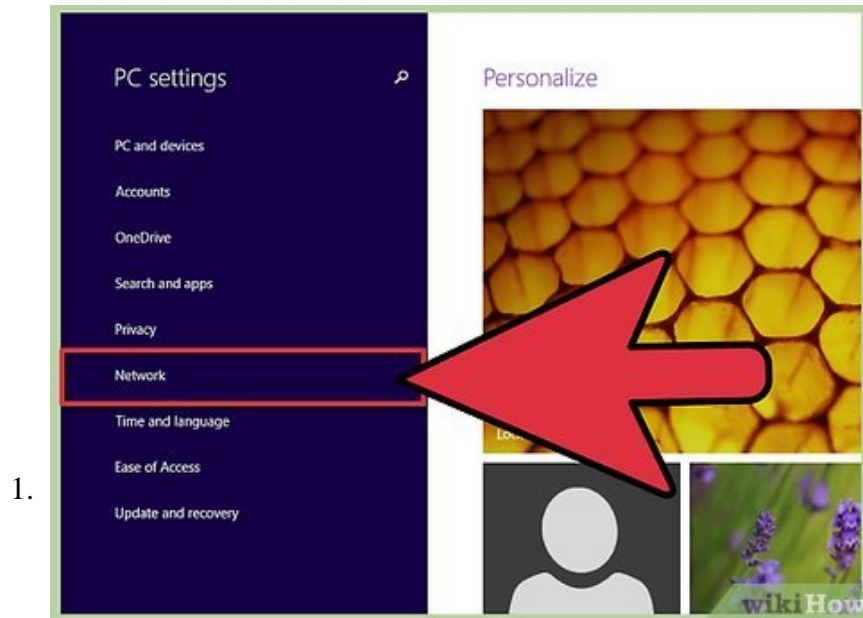 PC settings
Personalize
PC and devices
Accounts
OneDrive
Search and apps
Privacy
Network
Time and language
Ease of Access
Update and recovery
1.
wikiHow